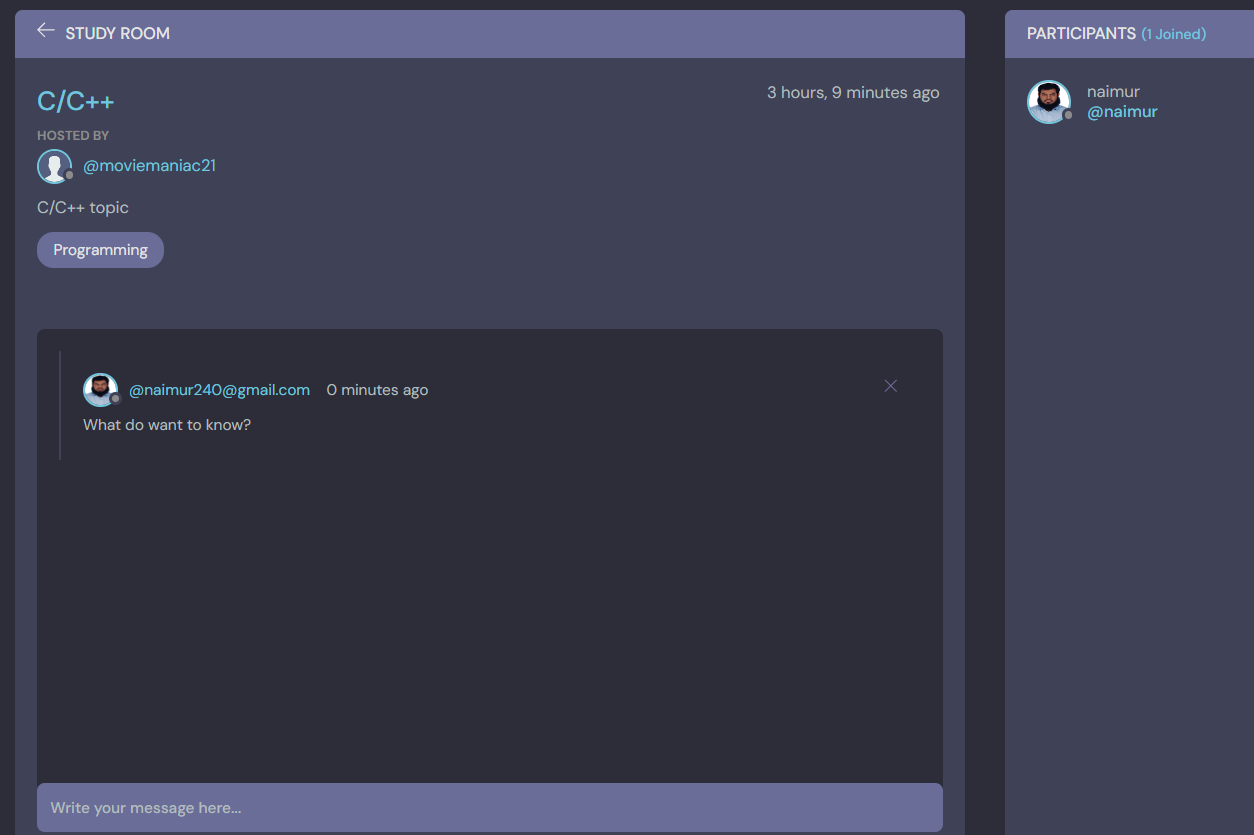 STUDY ROOM
C/C++
3 hours, 9 minutes ago
HOSTED BY
@moviemaniac21
C/C++ topic
Programming
@naimur240@gmail.com 0 minutes ago
What do want to know?
Write your message here...
PARTICIPANTS (1 Joined)
naimur
@naimur